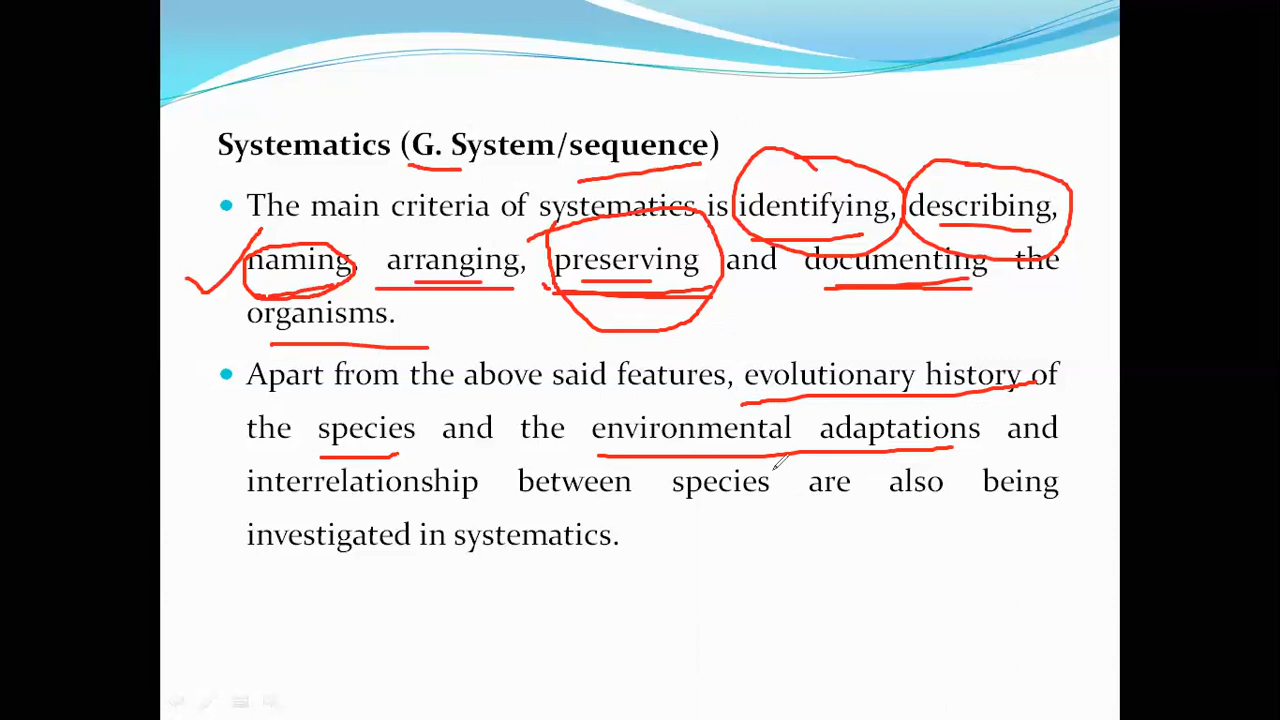 Systematics (G. System/sequence)
• The main criteria of systematics is identifying, describing,
naming, arranging, preserving and documenting the
organisms.
• Apart from the above said features, evolutionary history of
the species and the environmental adaptations and
interrelationship between species are also being
investigated in systematics.